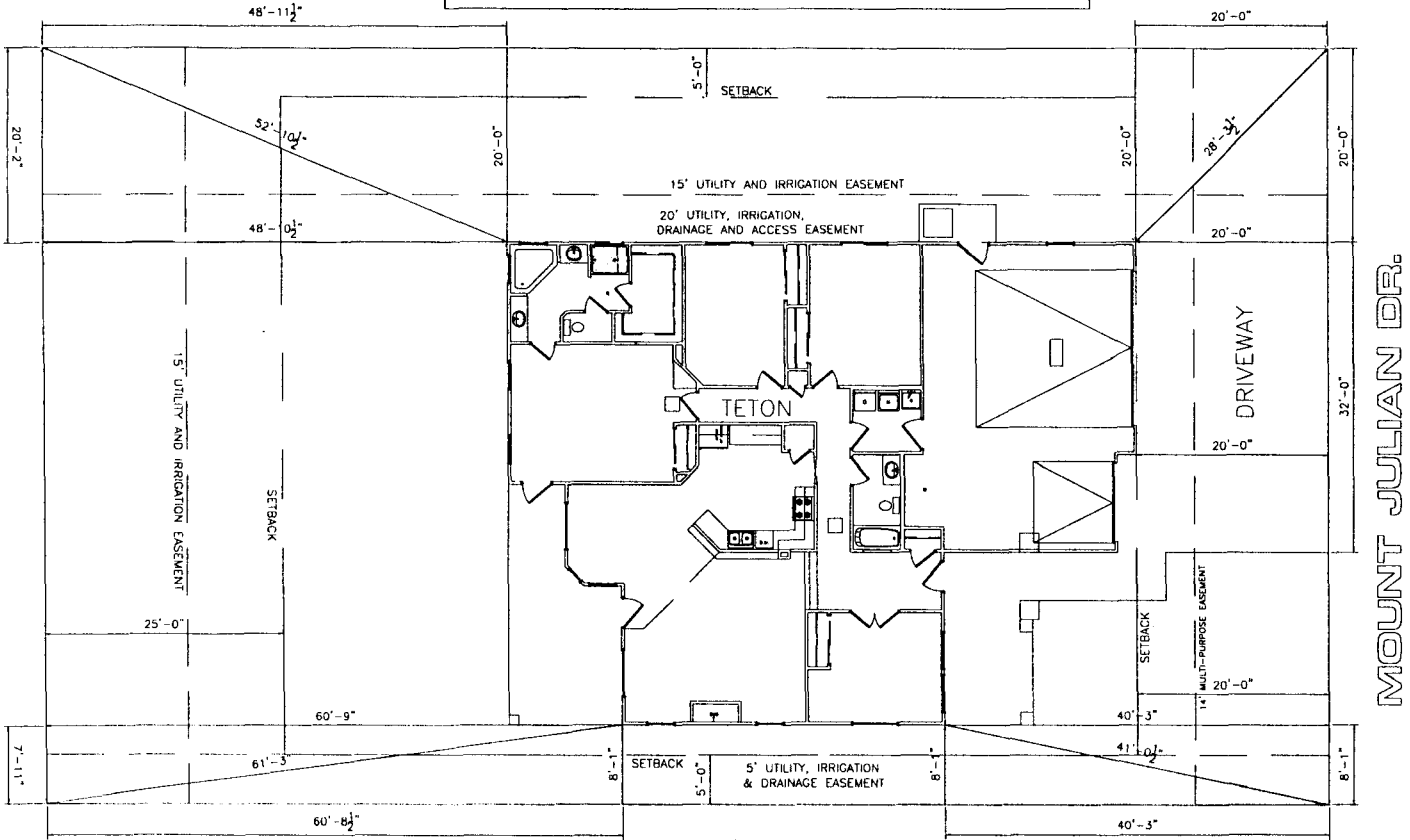 48'-11½"
20'-0"
5'-0"
SETBACK
20'-2"
52'-10½"
20'-0"
20'-0"
28'-3½"
20'-0"
15' UTILITY AND IRRIGATION EASEMENT
20' UTILITY, IRRIGATION,
DRAINAGE AND ACCESS EASEMENT
48'-10½"
20'-0"
MOUNT JULIAN DR.
DRIVEWAY
15' UTILITY AND IRRIGATION EASEMENT
TETON
32'-0"
20'-0"
SETBACK
14' MULTI-PURPOSE EASEMENT
SETBACK
25'-0"
20'-0"
60'-9"
40'-3"
7'-11"
61'-3"
8'-1"
SETBACK
5'-0"
5' UTILITY, IRRIGATION
& DRAINAGE EASEMENT
8'-1"
41'-0½"
8'-1"
60'-8½"
40'-3"